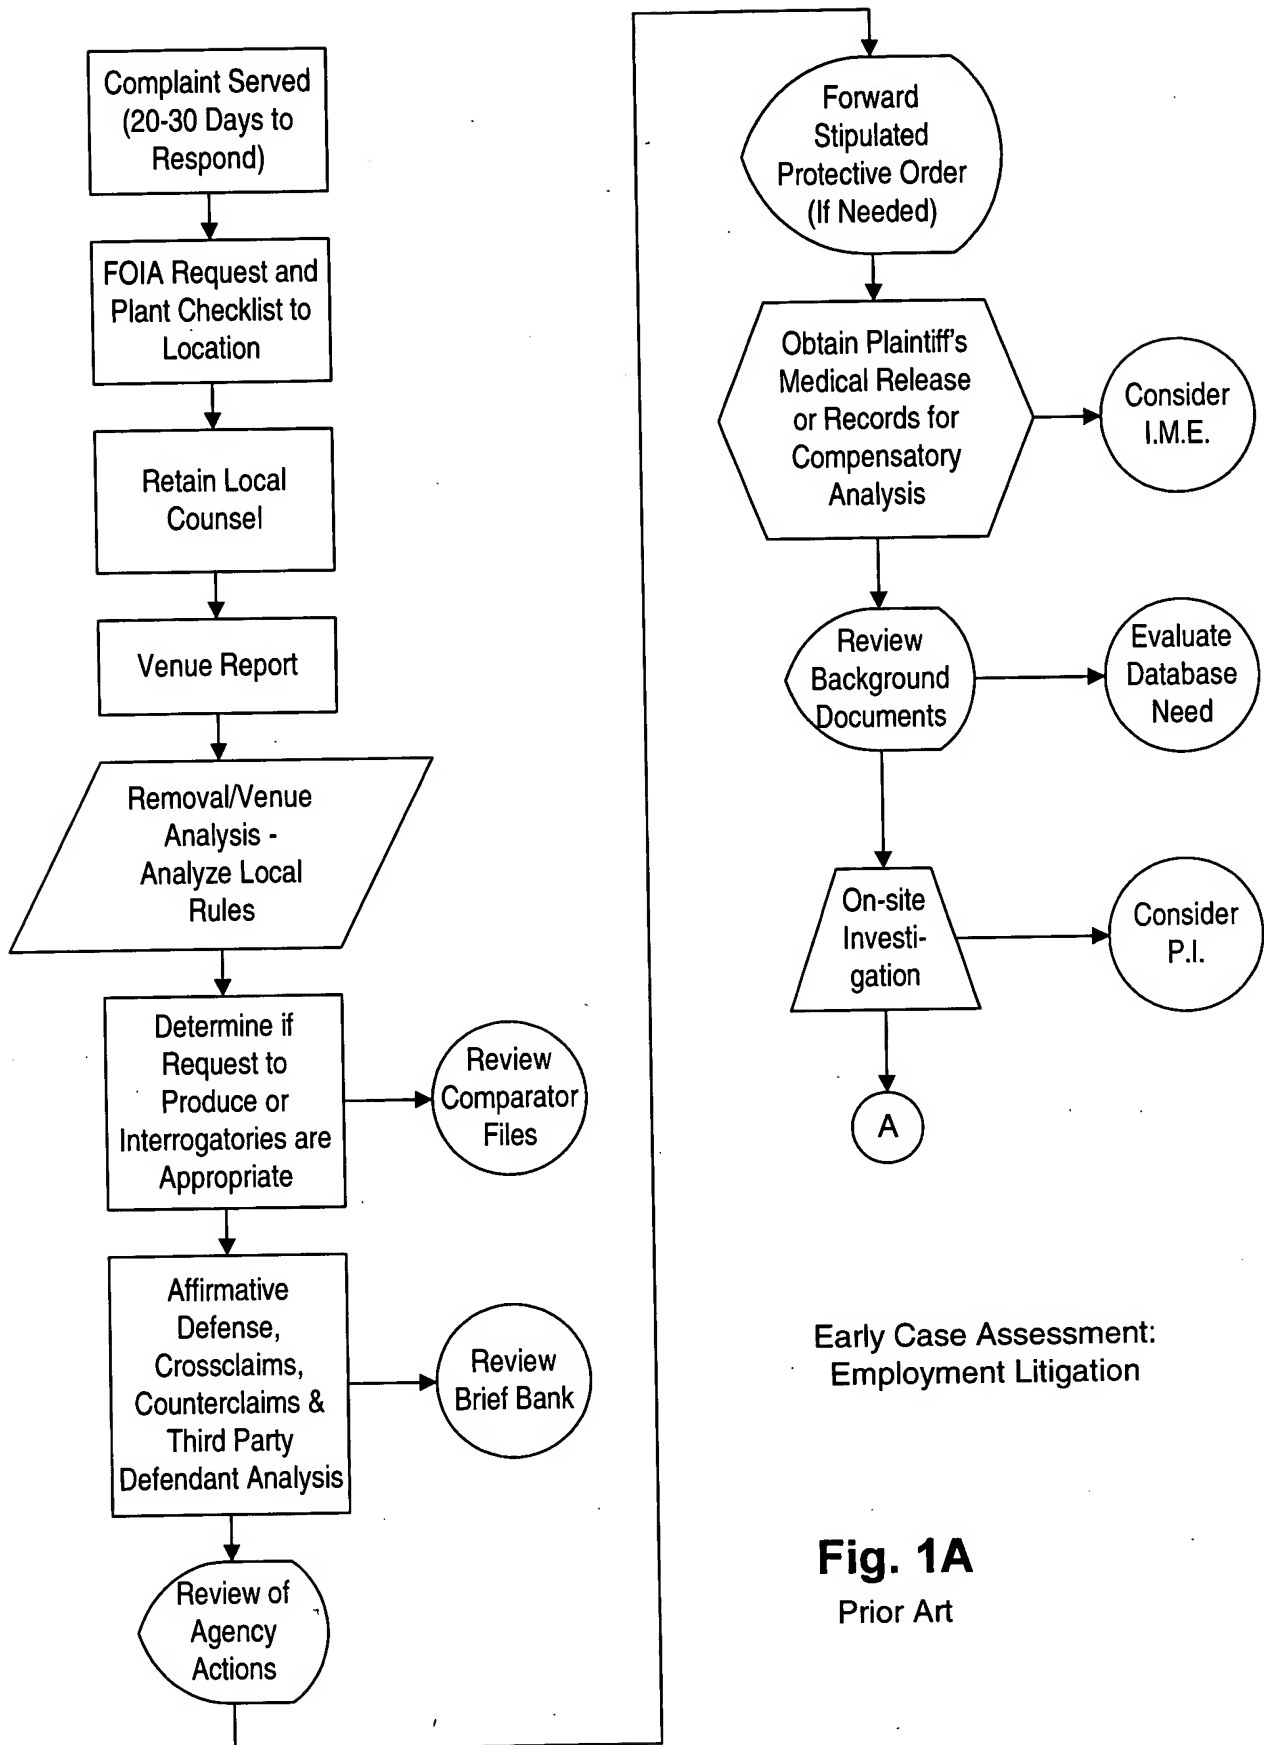 Complaint Served
(20-30 Days to
Respond)
FOIA Request and
Plant Checklist to
Location
Retain Local
Counsel
Venue Report
Removal/Venue
Analysis -
Analyze Local
Rules
Determine if
Request to
Produce or
Interrogatories are
Appropriate
Review
Comparator
Files
Affirmative
Defense,
Crossclaims,
Counterclaims &
Third Party
Defendant Analysis
Review
Brief Bank
Review of
Agency
Actions
Forward
Stipulated
Protective Order
(If Needed)
Obtain Plaintiff's
Medical Release
or Records for
Compensatory
Analysis
Consider
I.M.E.
Review
Background
Documents
Evaluate
Database
Need
On-site
Investi-
gation
Consider
P.I.
A
Early Case Assessment:
Employment Litigation
Fig. 1A
Prior Art